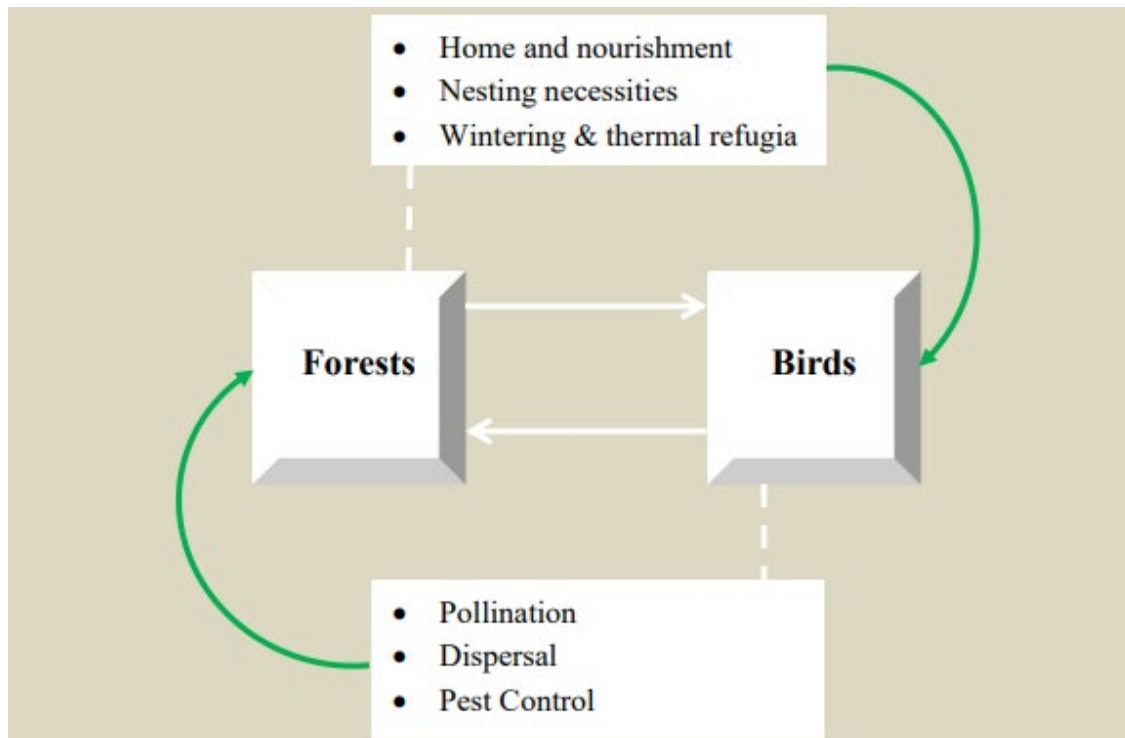 • Home and nourishment
• Nesting necessities
• Wintering & thermal refugia
Forests
Birds
• Pollination
• Dispersal
• Pest Control